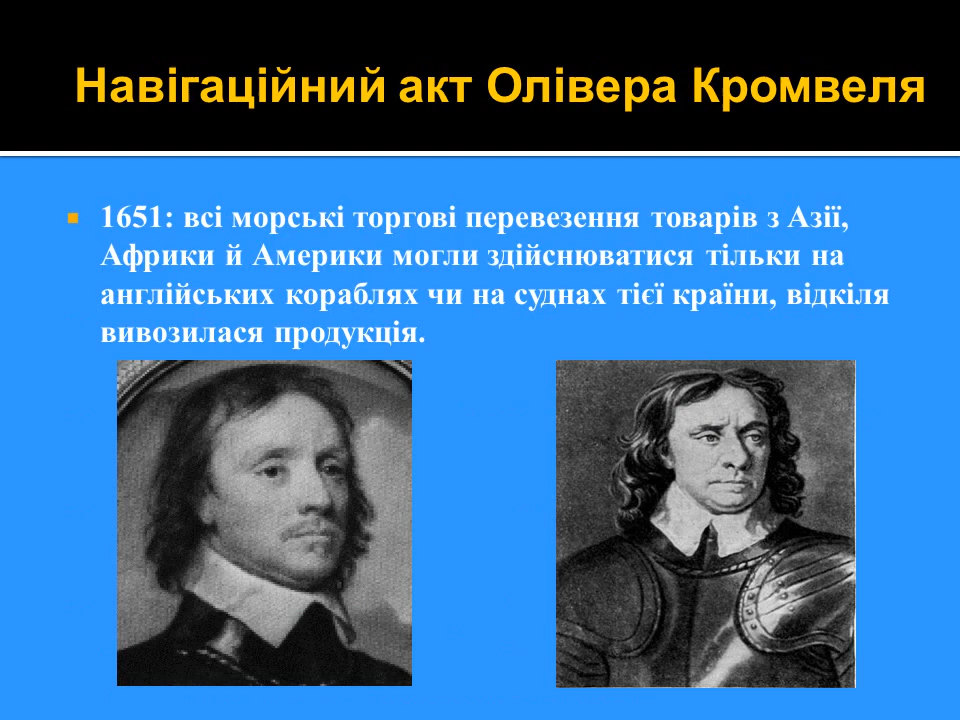 Навігаційний акт Олівера Кромвеля
1651: всі морські торгові перевезення товарів з Азії,
Африки й Америки могли здійснюватися тільки на
англійських кораблях чи на суднах тієї країни, відкіля
вивозилася продукція.